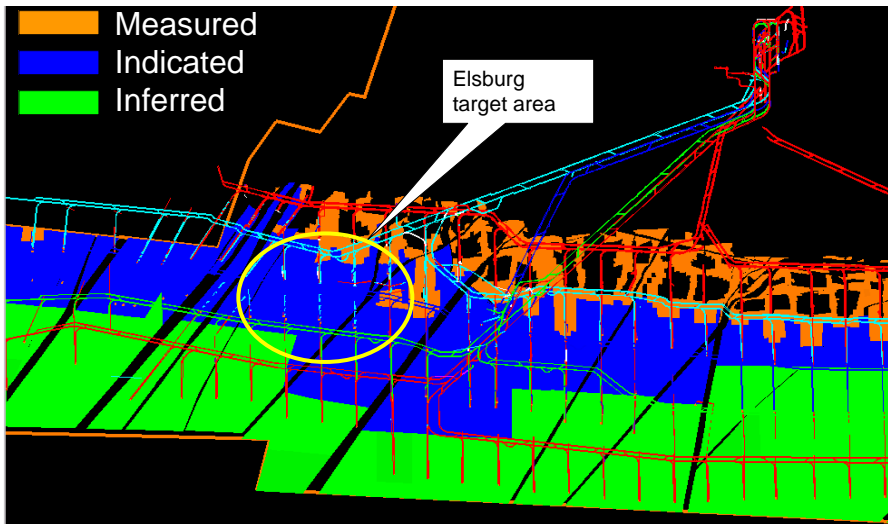 Measured
Indicated
Inferred
Elsburg
target area